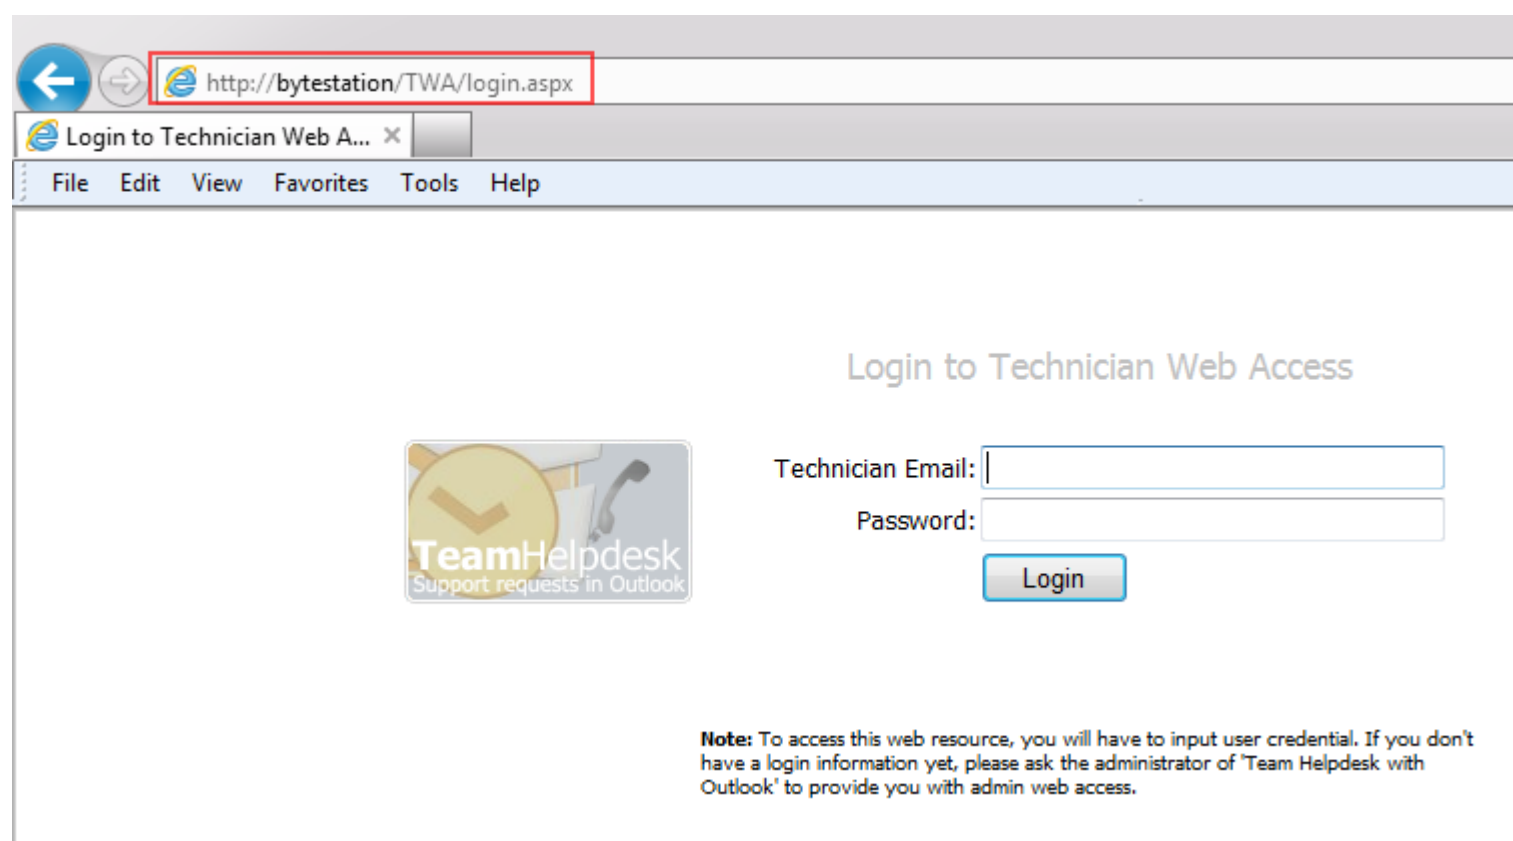 http://bytestation/TWA/login.aspx
Login to Technician Web A...
File Edit View Favorites Tools Help
Login to Technician Web Access
Technician Email:
Password:
Login
TeamHelpdesk
Support requests in Outlook
Note: To access this web resource, you will have to input user credential. If you don't
have a login information yet, please ask the administrator of 'Team Helpdesk with
Outlook' to provide you with admin web access.